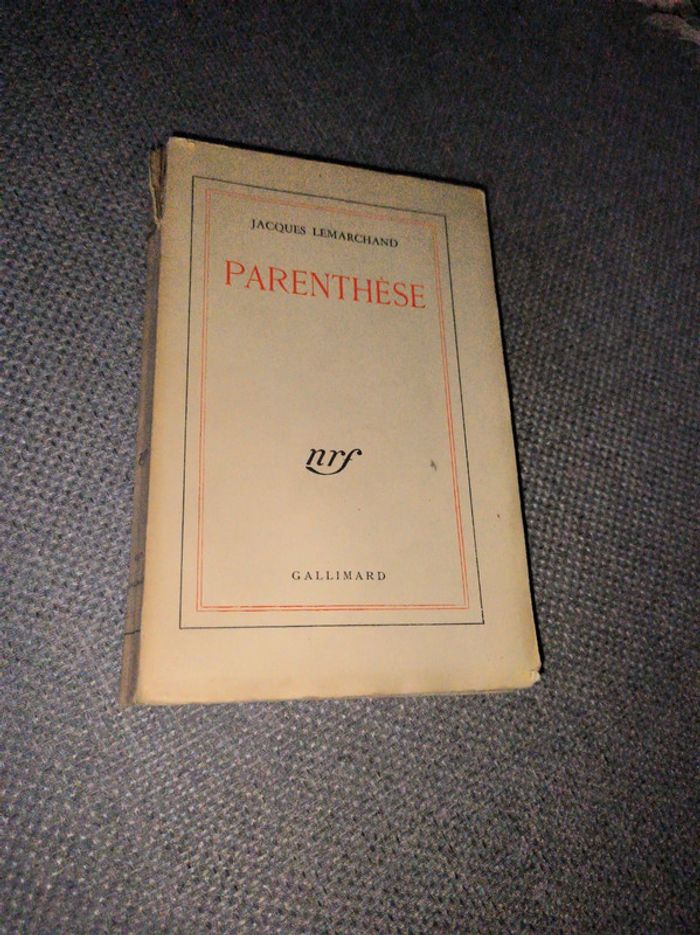 JACQUES LEMARCHAND
PARENTHÈSE
nrf
GALLIMARD